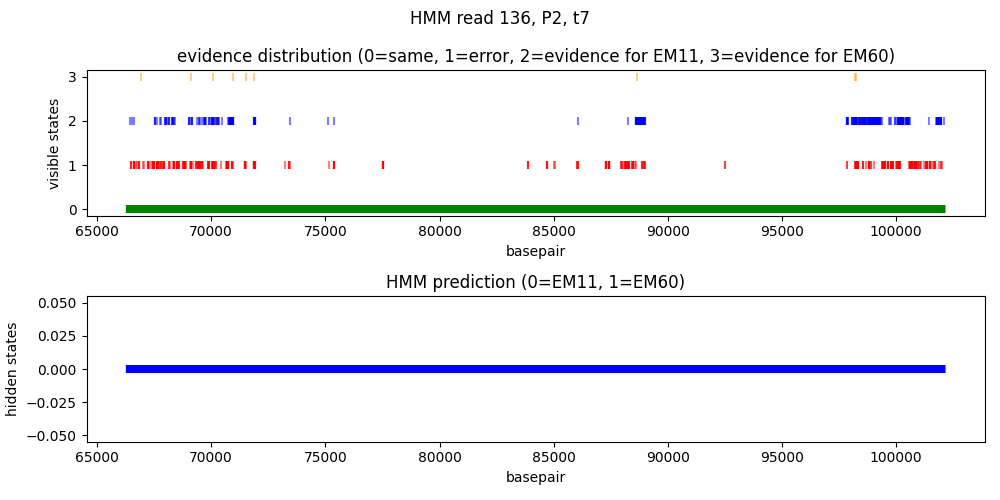 HMM read 136, P2, t7
evidence distribution (0=same, 1=error, 2=evidence for EM11, 3=evidence for EM60)
3
2
1
0
visible states
65000 70000 75000 80000 85000 90000 95000 100000
basepair
HMM prediction (0=EM11, 1=EM60)
0.050
0.025
0.000
−0.025
−0.050
hidden states
65000 70000 75000 80000 85000 90000 95000 100000
basepair